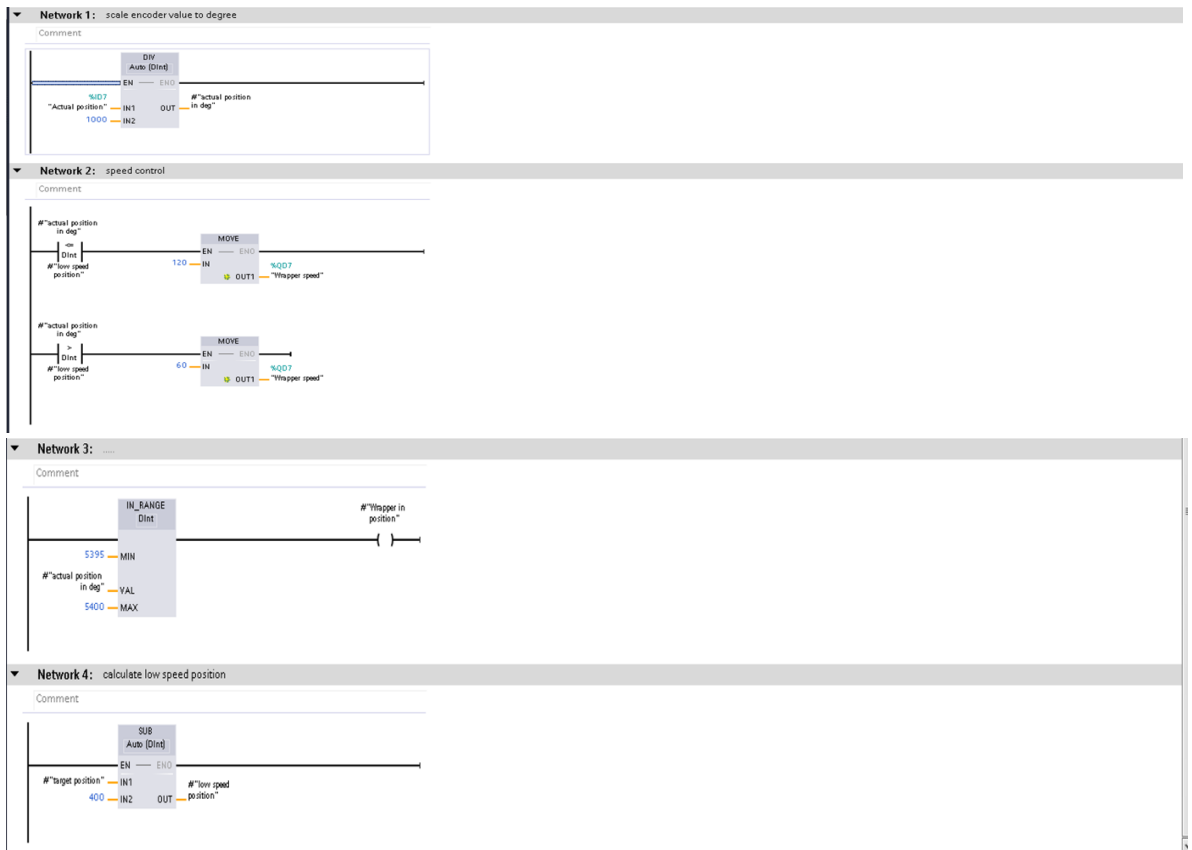 Network 1: scale encoder value to degree
Comment
DIV
Auto (DInt)
EN ENO
%ID7
"Actual position" IN1 OUT #"actual position
in deg"
1000 IN2
Network 2: speed control
Comment
#"actual position
in deg"
<=
DInt
#"low speed
position"
MOVE
EN ENO
120 IN
%QD7
OUT1 "Wrapper speed"
#"actual position
in deg"
>
DInt
#"low speed
position"
MOVE
EN ENO
60 IN
%QD7
OUT1 "Wrapper speed"
Network 3: .....
Comment
IN_RANGE
DInt
#"Wrapper in
position"
5395 MIN
#"actual position
in deg" VAL
5400 MAX
Network 4: calculate low speed position
Comment
SUB
Auto (DInt)
EN ENO
#"target position" IN1
#"low speed
position"
400 IN2 OUT